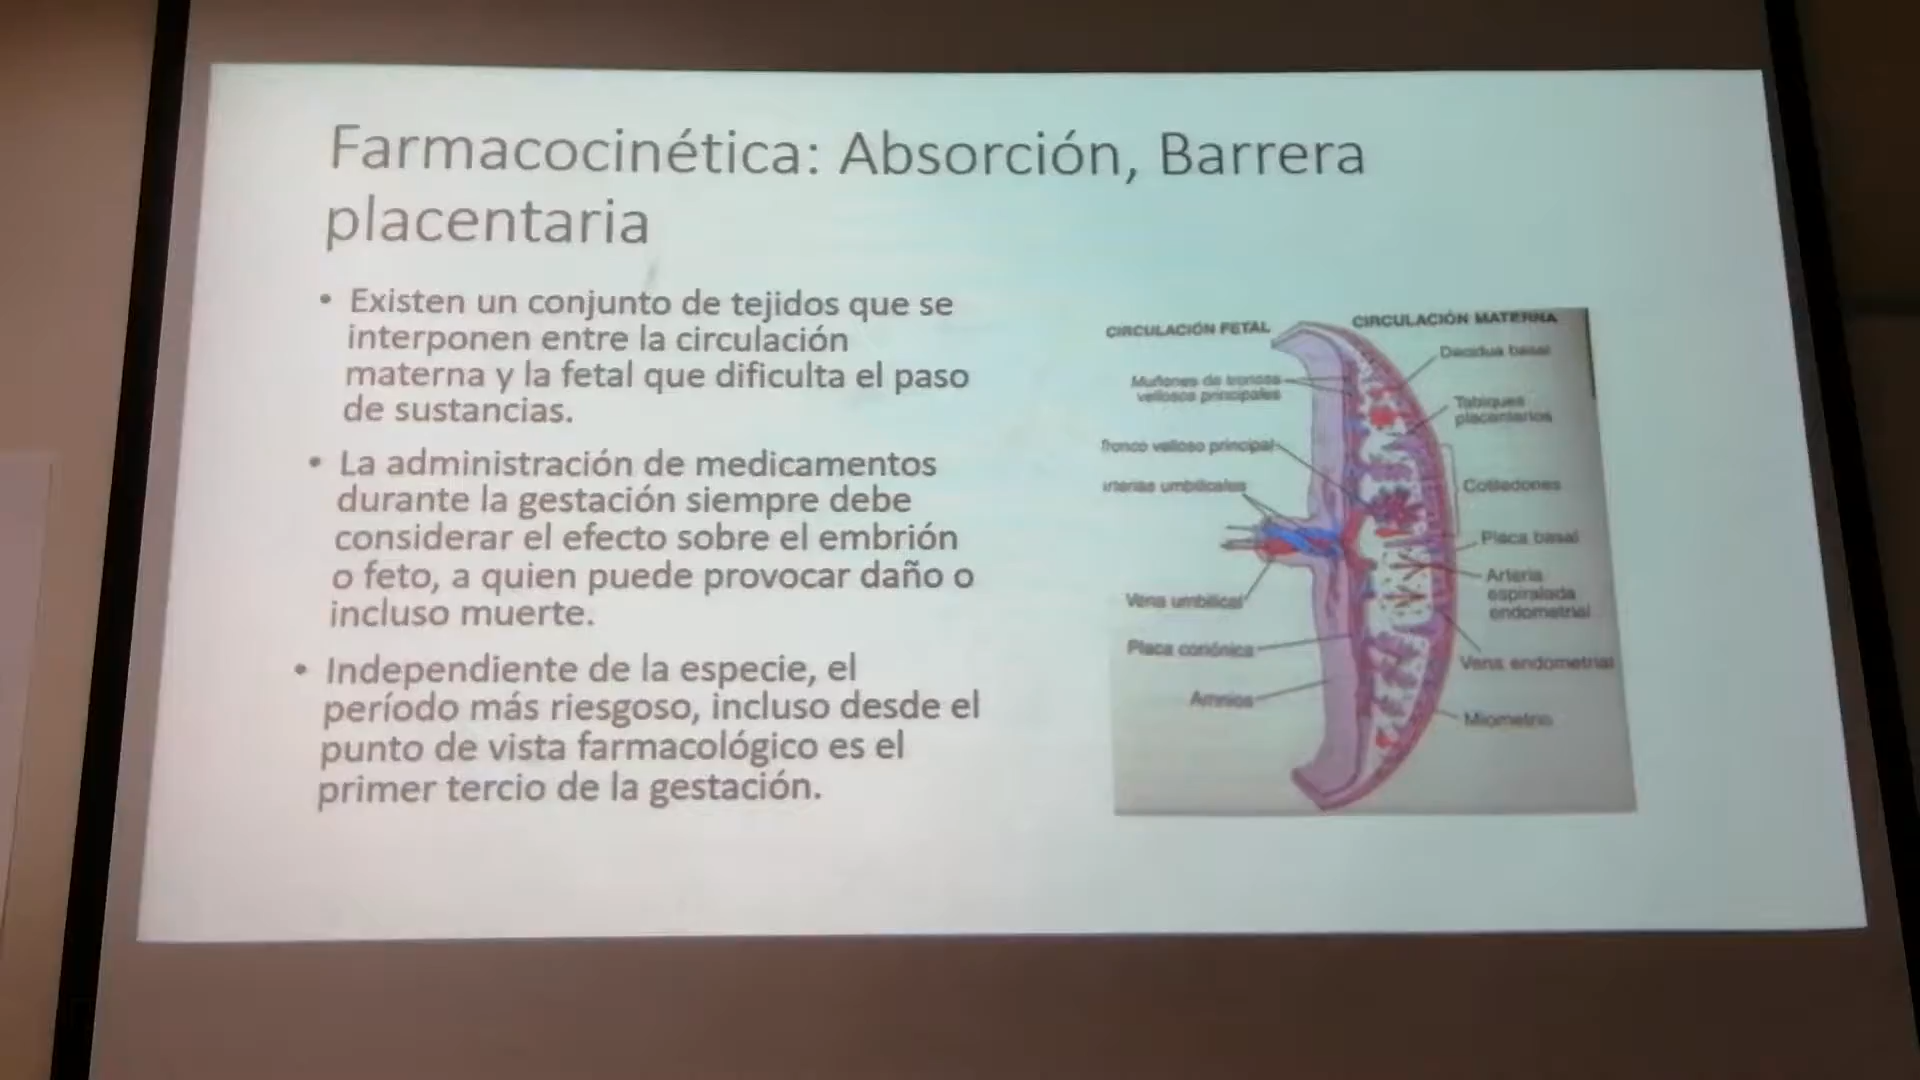 Farmacocinética: Absorción, Barrera
placentaria
• Existen un conjunto de tejidos que se
interponen entre la circulación
materna y la fetal que dificulta el paso
de sustancias.
• La administración de medicamentos
durante la gestación siempre debe
considerar el efecto sobre el embrión
o feto, a quien puede provocar daño o
incluso muerte.
• Independiente de la especie, el
período más riesgoso, incluso desde el
punto de vista farmacológico es el
primer tercio de la gestación.
CIRCULACIÓN FETAL
CIRCULACIÓN MATERNA
Decidua basal
Muñones de troncos
vellosos principales
Tabiques
placentarios
Tronco velloso principal
Cotiledones
rterias umbilicales
Placa basal
Arteria
espiralada
endometrial
Vena umbilical
Placa coriónica
Vena endometrial
Amnios
Miometrio